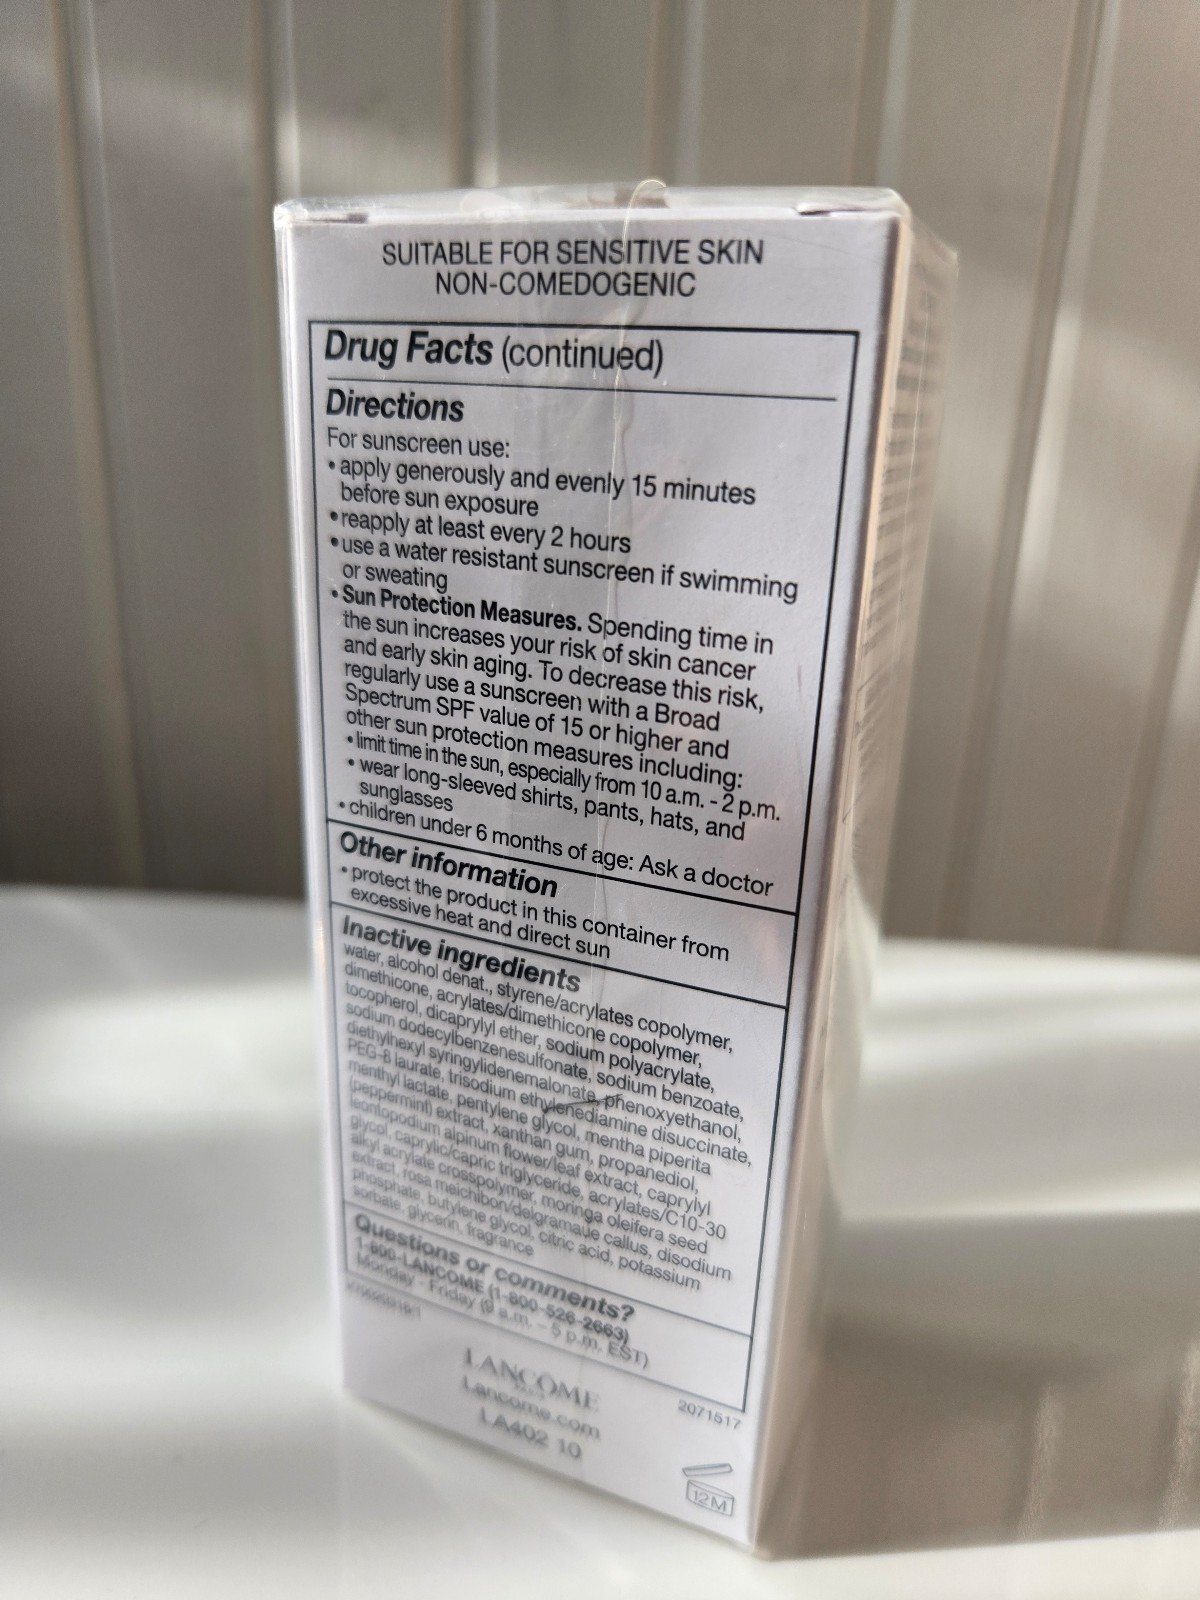 SUITABLE FOR SENSITIVE SKIN
NON-COMEDOGENIC
Drug Facts (continued)
Directions
For sunscreen use:
• apply generously and evenly 15 minutes
before sun exposure
• reapply at least every 2 hours
• use a water resistant sunscreen if swimming
or sweating
• Sun Protection Measures. Spending time in
the sun increases your risk of skin cancer
and early skin aging. To decrease this risk,
regularly use a sunscreen with a Broad
Spectrum SPF value of 15 or higher and
other sun protection measures including:
• limit time in the sun, especially from 10 a.m. - 2 p.m.
• wear long-sleeved shirts, pants, hats, and
sunglasses
• children under 6 months of age: Ask a doctor
Other information
• protect the product in this container from
excessive heat and direct sun
Inactive ingredients
water, alcohol denat., styrene/acrylates copolymer,
dimethicone, acrylates/dimethicone copolymer,
tocopherol, dicaprylyl ether, sodium polyacrylate,
sodium dodecylbenzenesulfonate, sodium benzoate,
diethylhexyl syringylidenemalonate, phenoxyethanol,
PEG-8 laurate, trisodium ethylenediamine disuccinate,
menthyl lactate, pentylene glycol, mentha piperita
(peppermint) extract, xanthan gum, propanediol,
leontopodium alpinum flower/leaf extract, caprylyl
glycol, caprylic/capric triglyceride, acrylates/C10-30
alkyl acrylate crosspolymer, moringa oleifera seed
extract, rosa meichibon/delgramaue callus, disodium
phosphate, butylene glycol, citric acid, potassium
sorbate, glycerin, fragrance
Questions or comments?
1-800-LANCOME (1-800-526-2663)
Monday - Friday (9 a.m. - 5 p.m. EST)
2071517
LANCÔME
Lancome.com
LA402 10
12M